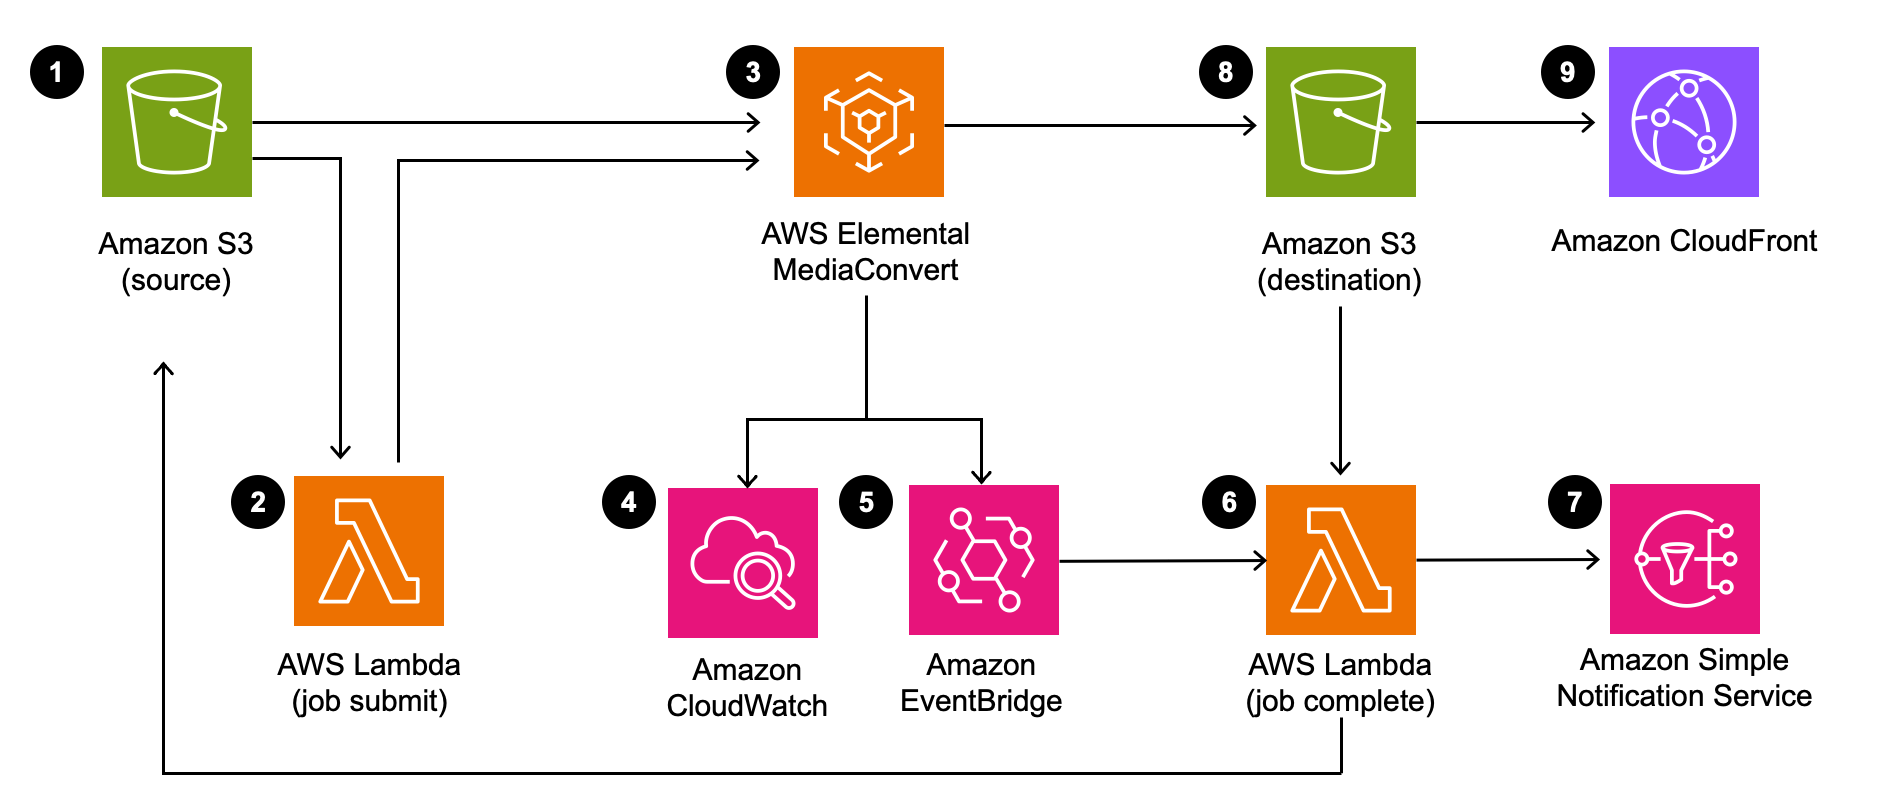 1
Amazon S3
(source)
2
AWS Lambda
(job submit)
3
AWS Elemental
MediaConvert
4
Amazon
CloudWatch
5
Amazon
EventBridge
6
AWS Lambda
(job complete)
7
Amazon Simple
Notification Service
8
Amazon S3
(destination)
9
Amazon CloudFront